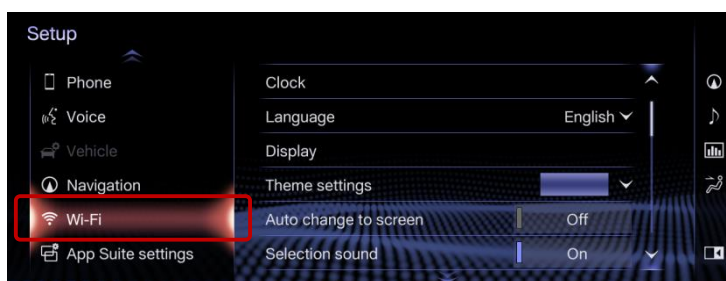 Setup
Phone
Voice
Vehicle
Navigation
Wi-Fi
App Suite settings
Clock
Language English
Display
Theme settings
Auto change to screen Off
Selection sound On